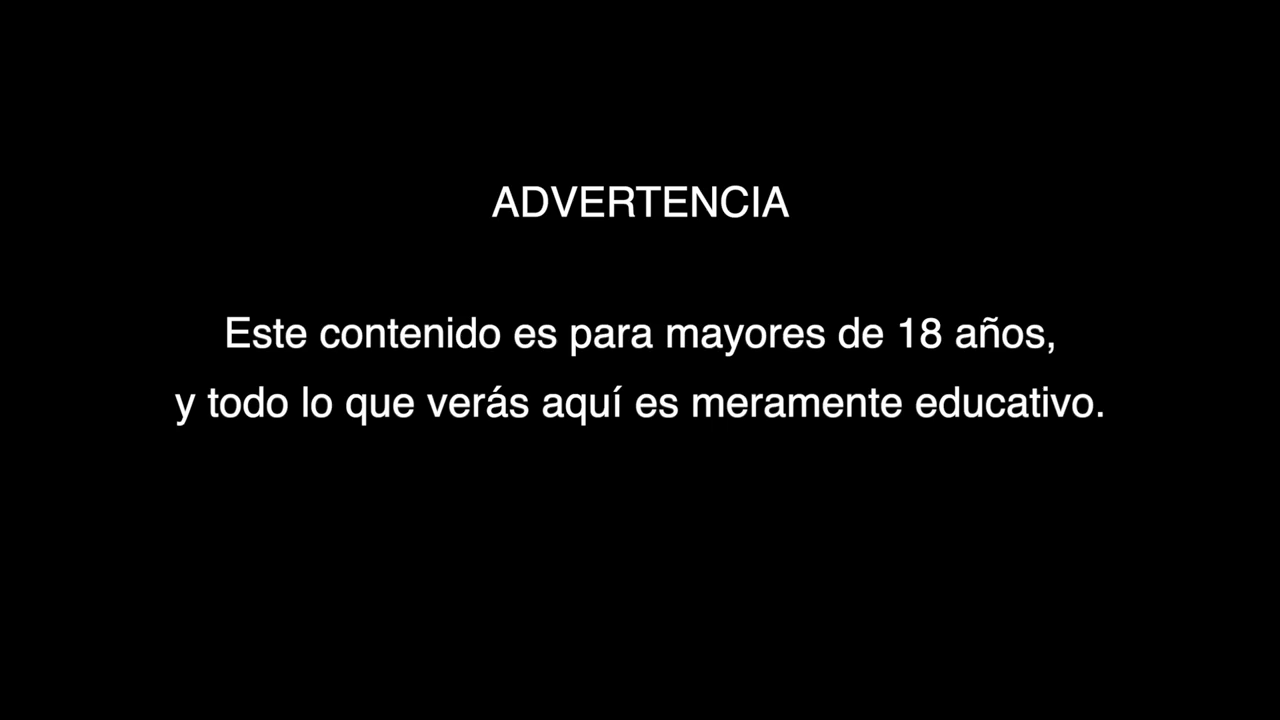 ADVERTENCIA
Este contenido es para mayores de 18 años,
y todo lo que verás aquí es meramente educativo.